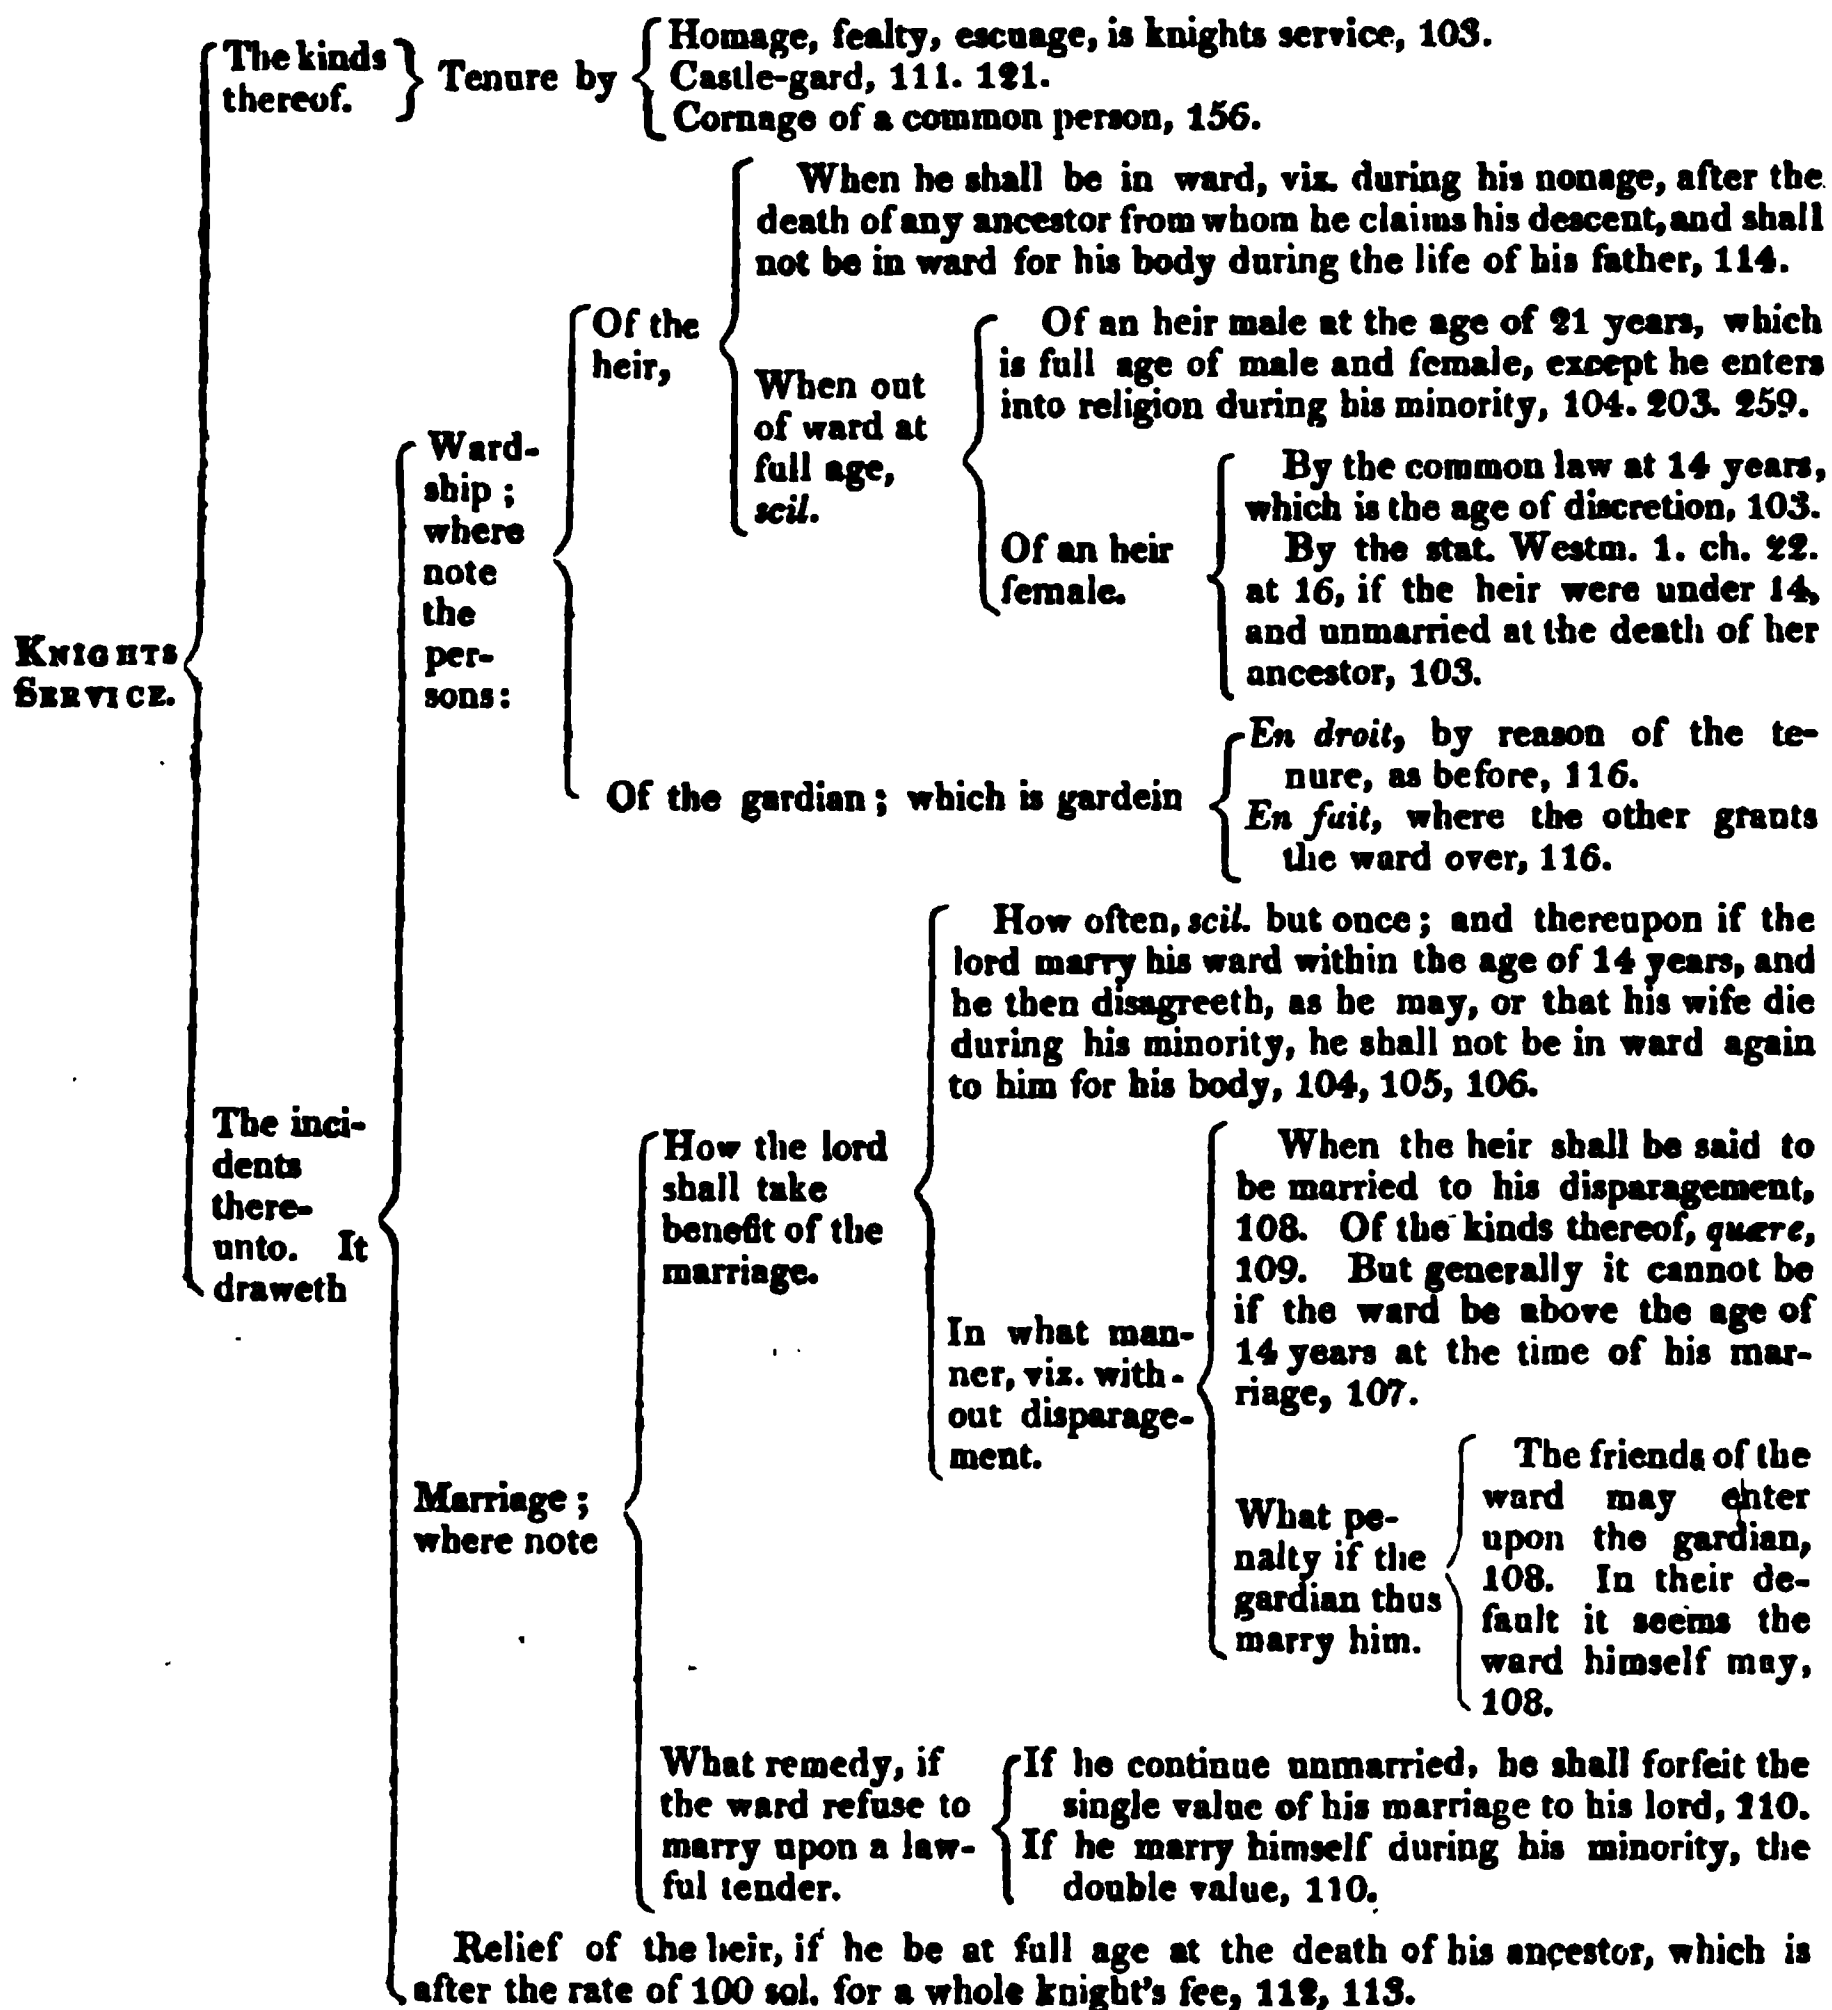 KNIGHTS
SERVICE.
The kinds
thereof.
Tenure by
Homage, fealty, escuage, is knights service, 103.
Castle-gard, 111. 121.
Cornage of a common person, 156.
The inci-
dents
there-
unto. It
draweth
Ward-
ship;
where
note
the
per-
sons:
Of the
heir,
When he shall be in ward, viz. during his nonage, after the
death of any ancestor from whom he claims his descent, and shall
not be in ward for his body during the life of his father, 114.
When out
of ward at
full age,
scil.
Of an heir male at the age of 21 years, which
is full age of male and female, except he enters
into religion during his minority, 104. 203. 259.
Of an heir
female.
By the common law at 14 years,
which is the age of discretion, 103.
By the stat. Westm. 1. ch. 22.
at 16, if the heir were under 14,
and unmarried at the death of her
ancestor, 103.
Of the gardian; which is gardein
En droit, by reason of the te-
nure, as before, 116.
En fait, where the other grants
the ward over, 116.
Marriage;
where note
How the lord
shall take
benefit of the
marriage.
How often, scil. but once; and thereupon if the
lord marry his ward within the age of 14 years, and
he then disagreeth, as he may, or that his wife die
during his minority, he shall not be in ward again
to him for his body, 104, 105, 106.
In what man-
ner, viz. with-
out disparage-
ment.
When the heir shall be said to
be married to his disparagement,
108. Of the kinds thereof, quære,
109. But generally it cannot be
if the ward be above the age of
14 years at the time of his mar-
riage, 107.
What pe-
nalty if the
gardian thus
marry him.
The friends of the
ward may enter
upon the gardian,
108. In their de-
fault it seems the
ward himself may,
108.
What remedy, if
the ward refuse to
marry upon a law-
ful tender.
If he continue unmarried, he shall forfeit the
single value of his marriage to his lord, 110.
If he marry himself during his minority, the
double value, 110.
Relief of the heir, if he be at full age at the death of his ancestor, which is
after the rate of 100 sol. for a whole knight's fee, 112, 113.